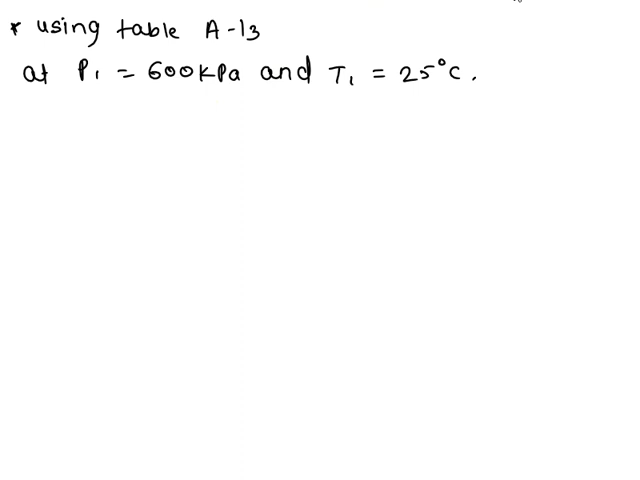 * using table A-13
at P₁ = 600kPa and T₁ = 25°C.